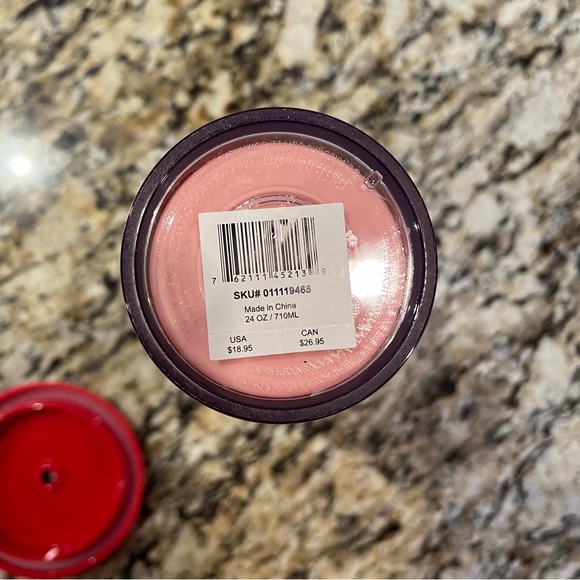 7 62111 45213 9
SKU# 011119465
Made in China
24 OZ / 710ML
USA CAN
$18.95 $26.95